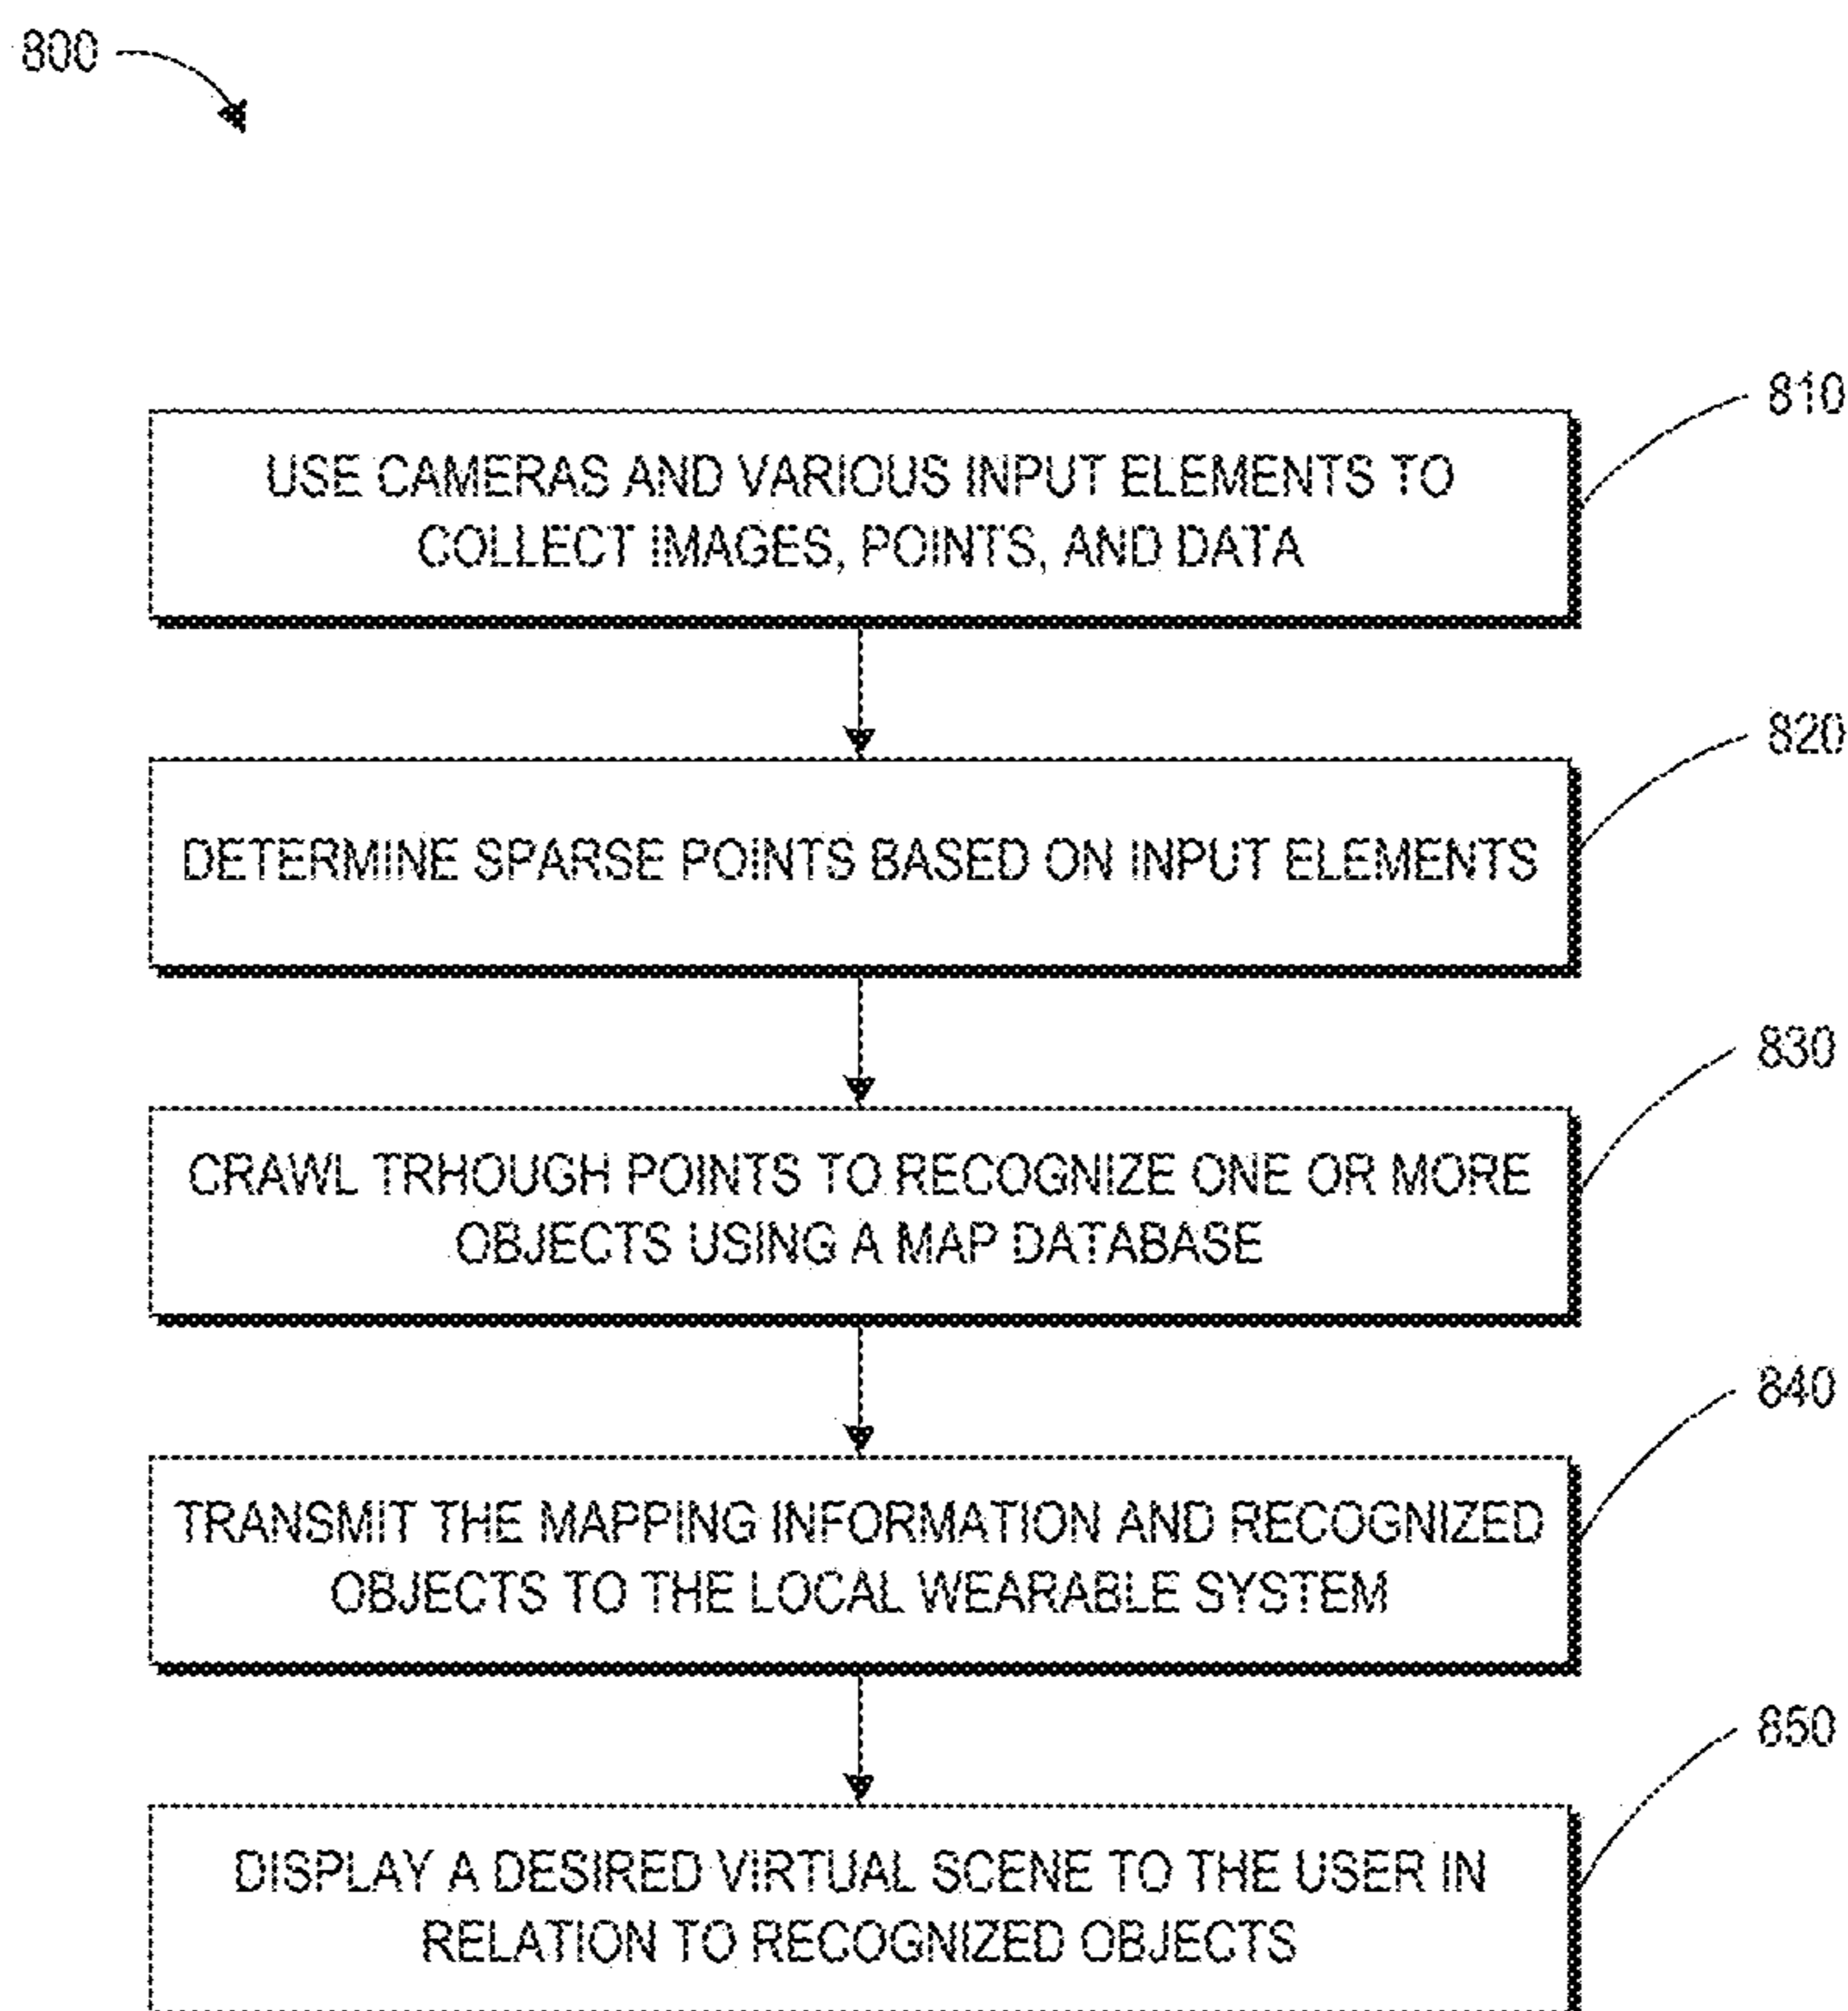 800
810
USE CAMERAS AND VARIOUS INPUT ELEMENTS TO
COLLECT IMAGES, POINTS, AND DATA
820
DETERMINE SPARSE POINTS BASED ON INPUT ELEMENTS
830
CRAWL TRHOUGH POINTS TO RECOGNIZE ONE OR MORE
OBJECTS USING A MAP DATABASE
840
TRANSMIT THE MAPPING INFORMATION AND RECOGNIZED
OBJECTS TO THE LOCAL WEARABLE SYSTEM
850
DISPLAY A DESIRED VIRTUAL SCENE TO THE USER IN
RELATION TO RECOGNIZED OBJECTS